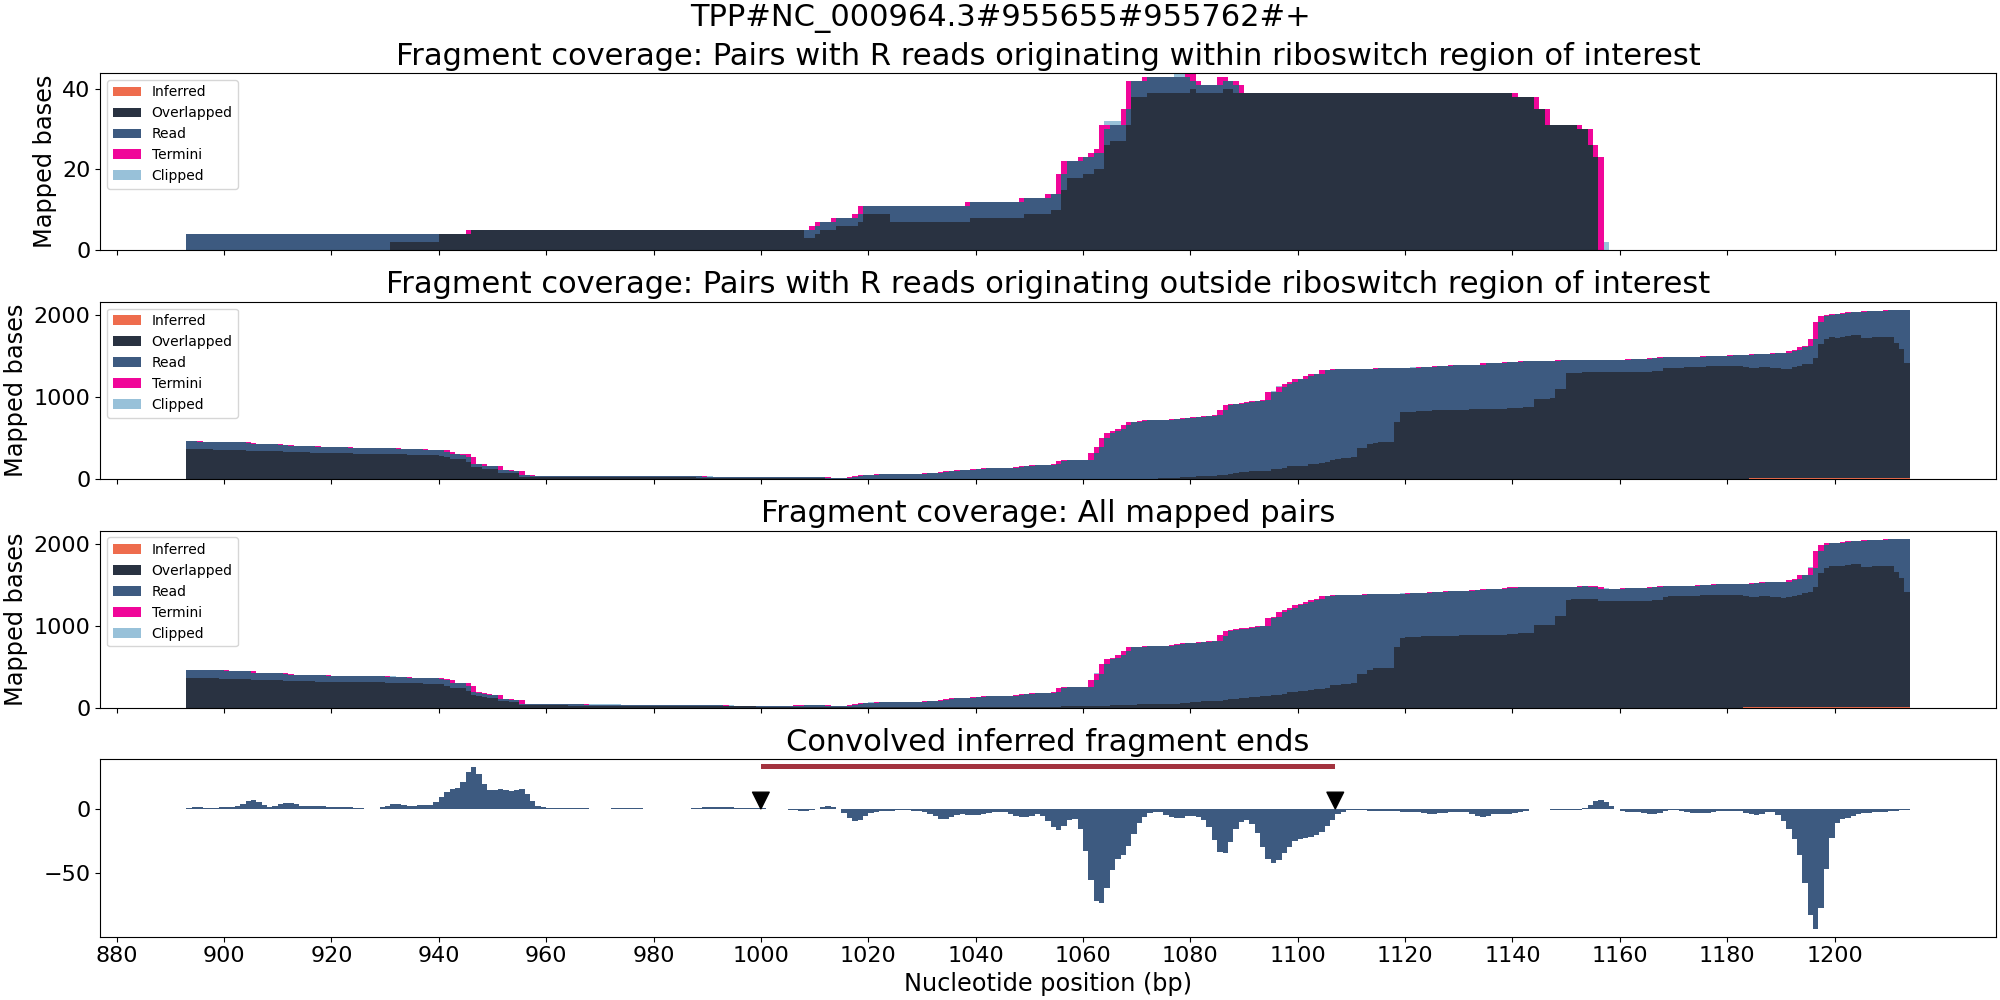 TPP#NC_000964.3#955655#955762#+
Fragment coverage: Pairs with R reads originating within riboswitch region of interest
Mapped bases
40
20
0
Inferred
Overlapped
Read
Termini
Clipped
Fragment coverage: Pairs with R reads originating outside riboswitch region of interest
Mapped bases
2000
1000
0
Inferred
Overlapped
Read
Termini
Clipped
Fragment coverage: All mapped pairs
Mapped bases
2000
1000
0
Inferred
Overlapped
Read
Termini
Clipped
Convolved inferred fragment ends
0
−50
880 900 920 940 960 980 1000 1020 1040 1060 1080 1100 1120 1140 1160 1180 1200
Nucleotide position (bp)